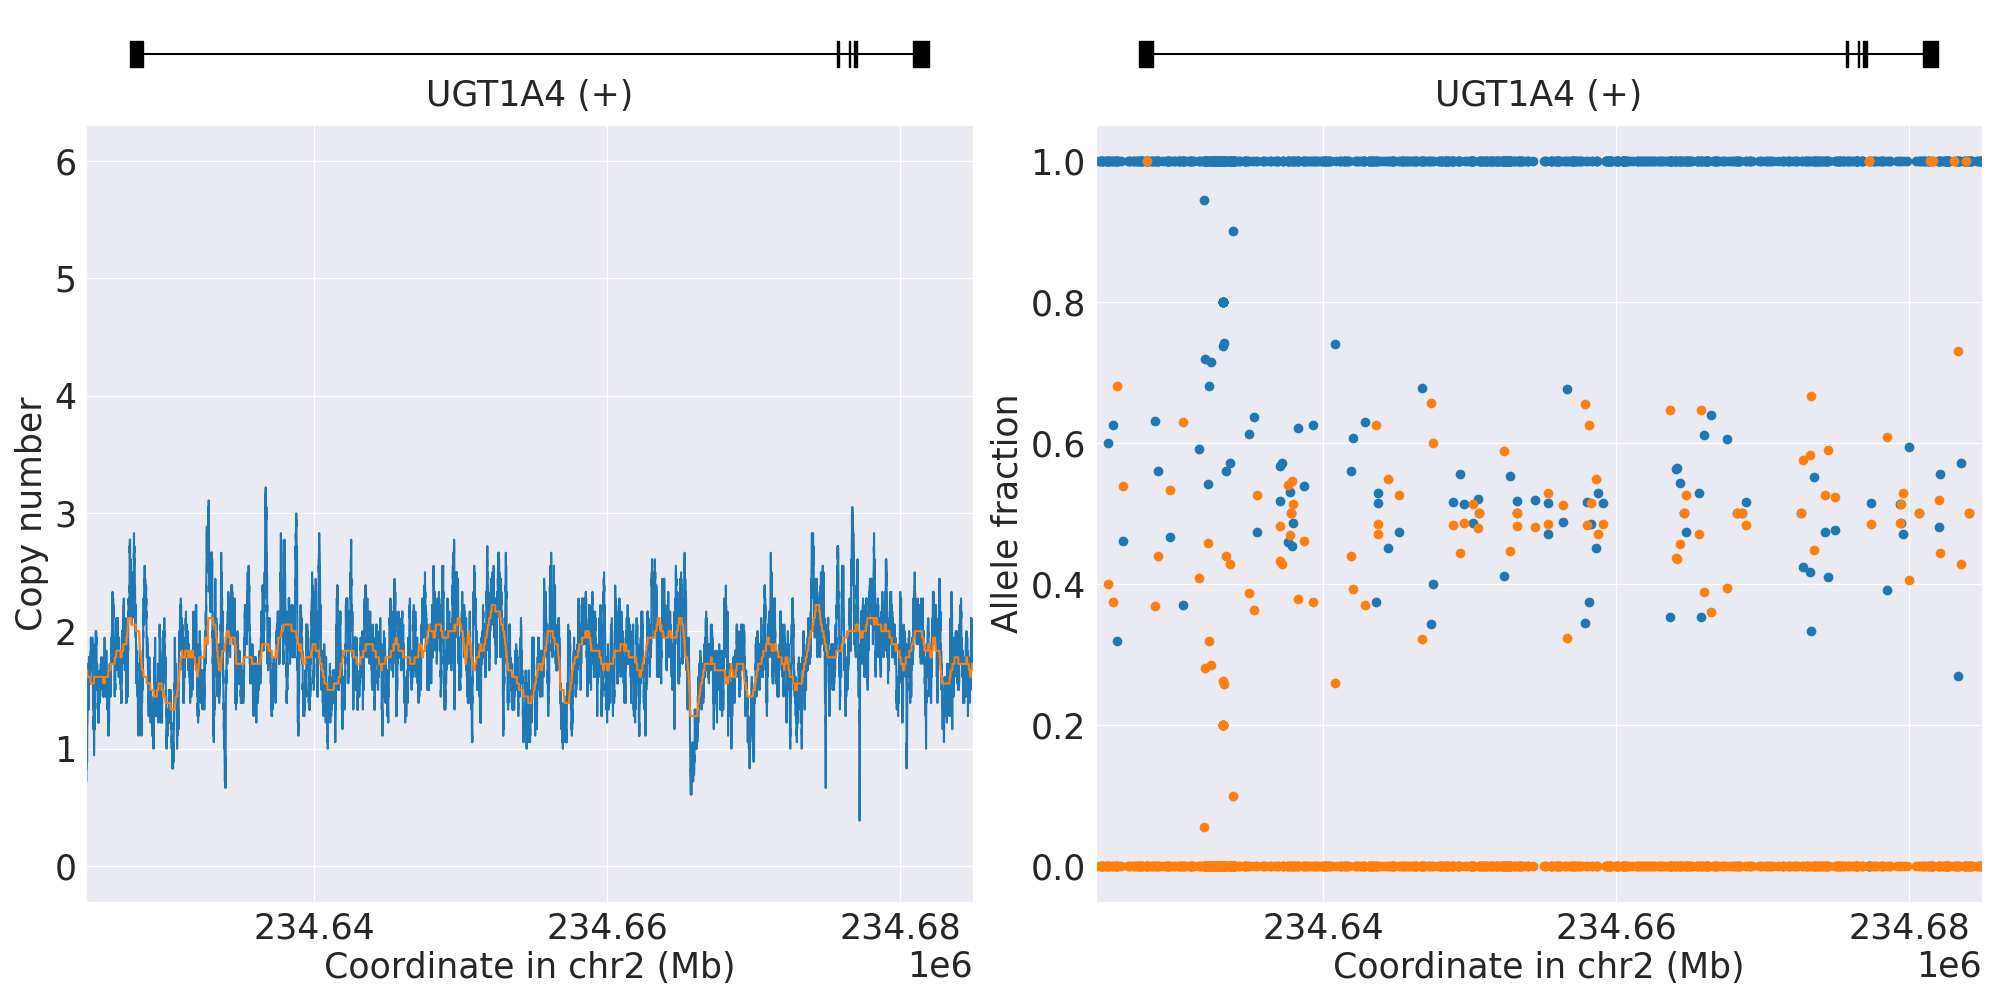 UGT1A4 (+)
6
5
4
3
2
1
0
Copy number
234.64 234.66 234.68
Coordinate in chr2 (Mb)
1e6
UGT1A4 (+)
1.0
0.8
0.6
0.4
0.2
0.0
Allele fraction
234.64 234.66 234.68
Coordinate in chr2 (Mb)
1e6